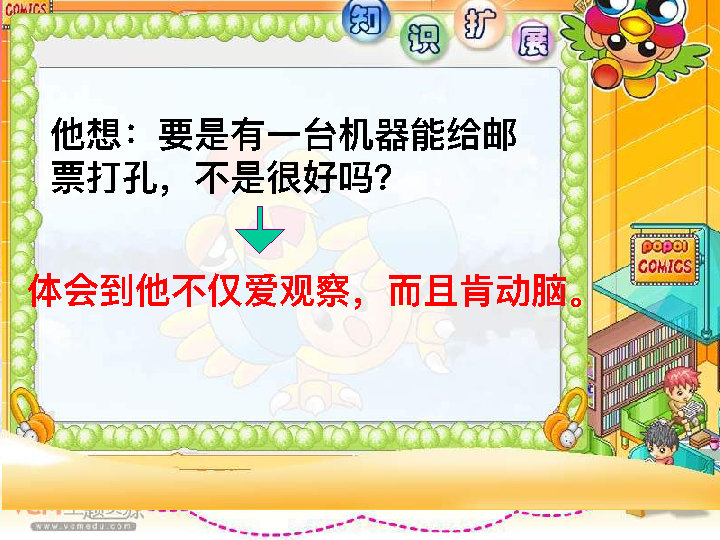 COMICS
知识扩展
他想：要是有一台机器能给邮
票打孔，不是很好吗？
体会到他不仅爱观察，而且肯动脑。
POPOI
COMICS
www.vcmedu.com